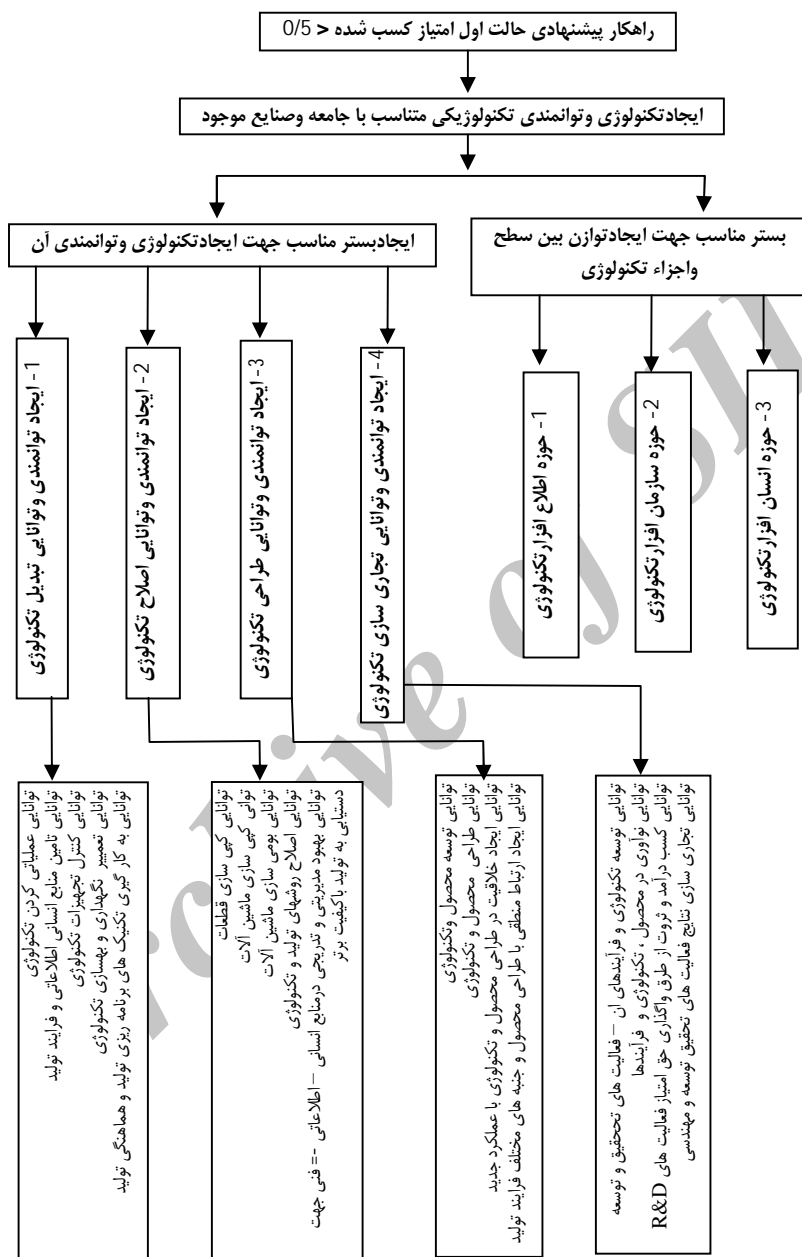 راهکار پیشنهادی حالت اول امتیاز کسب شده < 0/5
ایجادتکنولوژی وتوانمندی تکنولوژیکی متناسب با جامعه وصنایع موجود
بستر مناسب جهت ایجادتوازن بین سطح
واجزاء تکنولوژی
ایجادبستر مناسب جهت ایجادتکنولوژی وتوانمندی آن
3 - حوزه انسان افزارتکنولوژی
2 - حوزه سازمان افزارتکنولوژی
1 - حوزه اطلاع افزارتکنولوژی
4- ایجاد توانمندی وتوانایی تجاری سازی تکنولوژی
3 - ایجاد توانمندی وتوانایی طراحی تکنولوژی
2 - ایجاد توانمندی وتوانایی اصلاح تکنولوژی
1 - ایجاد توانمندی وتوانایی تبدیل تکنولوژی
توانایی توسعه تکنولوژی و فرآیندهای ان – فعالیت های تححقیق و توسعه
توانایی نوآوری در محصول ، تکنولوژی و فرآیندها
توانایی کسب درآمد و ثروت از طرق واگذاری حق امتیاز فعالیت های R&D
توانایی تجاری سازی نتایج فعالیت های تحقیق توسعه و مهندسی
توانایی توسعه محصول وتکنولوژی
توانایی طراحی محصول و تکنولوژی
توانایی ایجاد خلاقیت در طراحی محصول و تکنولوژی با عملکرد جدید
توانایی ایجاد ارتباط منطقی با طراحی محصول و جنبه های مختلف فرایند تولید
توانایی کپی سازی قطعات
توانی کپی سازی ماشین آلات
توانایی بومی سازی ماشین آلات
توانایی اصلاح روشهای تولید و تکنولوژی
توانایی بهبود مدیریتی و تدریجی درمنابع انسانی – اطلاعاتی -= فنی جهت
دستیابی به تولید باکیفیت برتر
توانایی عملیاتی کردن تکنولوژی
توانایی تامین منابع انسانی اطلاعاتی و فرایند تولید
توانایی کنترل تجهیزات تکنولوژی
توانایی تعمییر نگهداری و بهسازی تکنولوژی
توانایی به کار گیری تکنیک های برنامه ریزی تولید و هماهنگی تولید